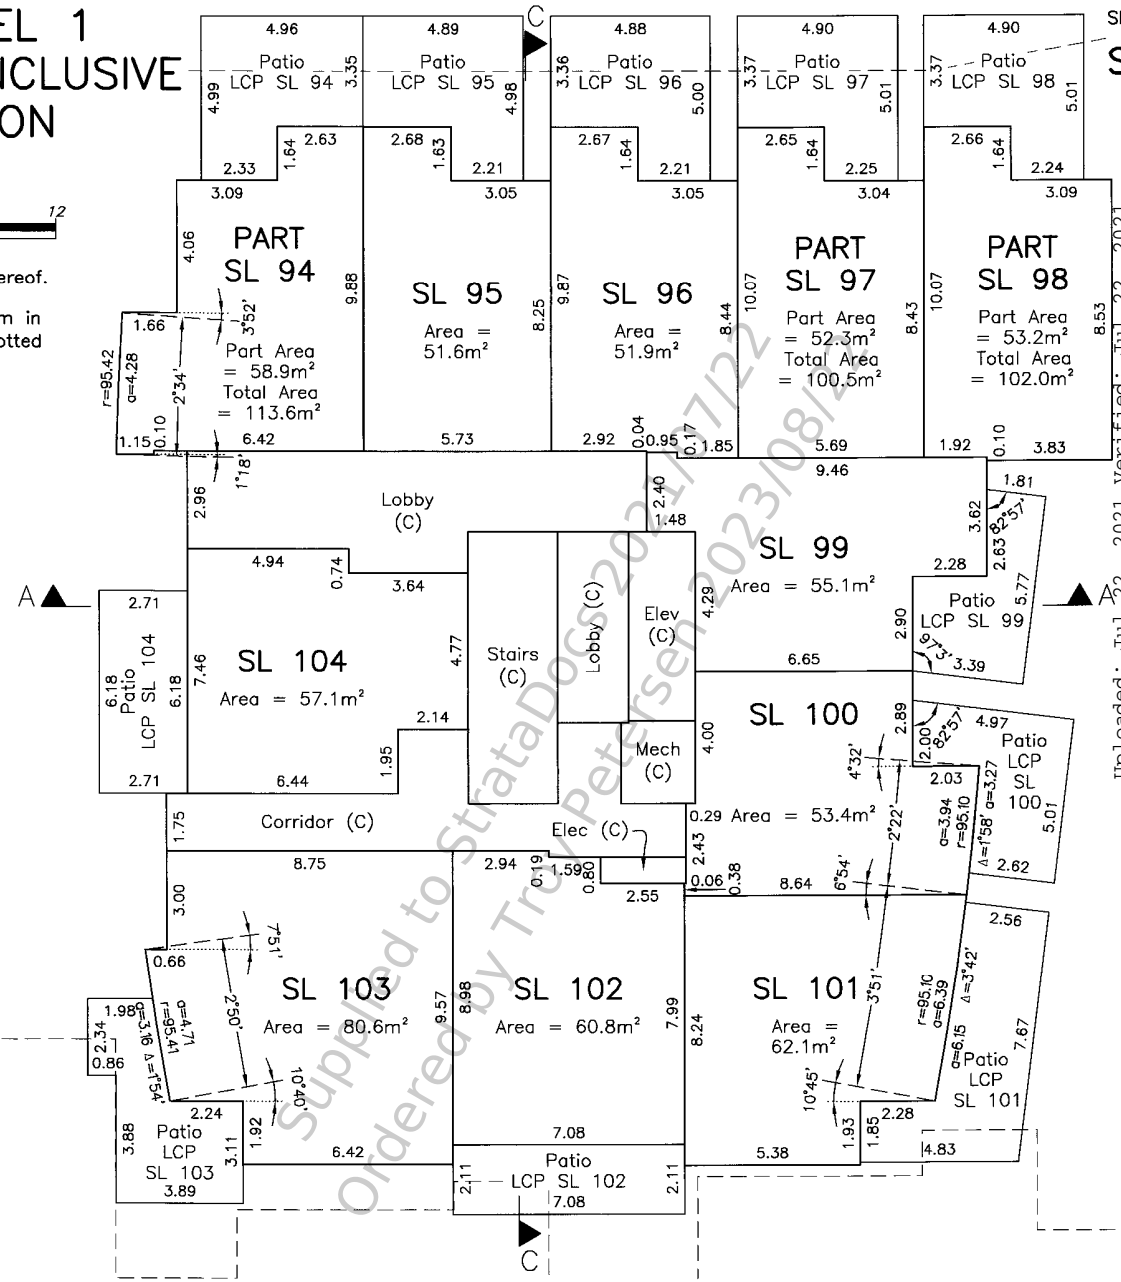 EL 1
NCLUSIVE
ON
12
ereof.
m in
otted
C
4.96
Patio
LCP SL 94
4.99
3.35
2.33
1.64
2.63
3.09
4.89
Patio
LCP SL 95
4.98
2.68
1.63
2.21
3.05
4.88
Patio
LCP SL 96
3.36
5.00
2.67
1.64
2.21
3.05
4.90
Patio
LCP SL 97
3.37
5.01
2.65
1.64
2.25
3.04
4.90
Patio
LCP SL 98
3.37
5.01
2.66
1.64
2.24
3.09
S
4.06
PART
SL 94
Part Area
= 58.9m²
Total Area
= 113.6m²
9.88
3°52'
1.66
r=95.42
a=4.28
2°34'
1.15
0.10
6.42
1°18'
SL 95
Area =
51.6m²
8.25
5.73
9.87
SL 96
Area =
51.9m²
8.44
2.92
0.04
0.95
0.17
1.85
10.07
PART
SL 97
Part Area
= 52.3m²
Total Area
= 100.5m²
8.43
5.69
10.07
PART
SL 98
Part Area
= 53.2m²
Total Area
= 102.0m²
8.53
1.92
0.10
3.83
2.96
Lobby
(C)
2.40
1.48
9.46
SL 99
Area = 55.1m²
4.29
3.62
2.28
2.90
6.65
1.81
82°57'
2.63
5.77
Patio
LCP SL 99
97°3'
3.39
A
A
4.94
0.74
3.64
2.71
6.18
Patio
LCP SL 104
6.18
2.71
7.46
SL 104
Area = 57.1m²
4.77
2.14
1.95
6.44
Stairs
(C)
Lobby (C)
Elev
(C)
Mech
(C)
SL 100
4.00
2.89
2.00
82°57'
4.97
Patio
LCP
SL
100
5.01
2.62
4°32'
2.03
2°22'
a=3.94
r=95.10
Δ=1°58' a=3.27
0.29
Area = 53.4m²
2.43
6°54'
0.06
0.38
8.64
1.75
Corridor (C)
Elec (C)
8.75
2.94
0.19
1.59
0.80
2.55
3.00
7°51'
0.66
2°50'
a=4.71
r=95.41
SL 103
Area = 80.6m²
9.57
10°40'
1.98
2.34
0.86
a=3.16 Δ=1°54'
2.24
1.92
6.42
3.88
Patio
LCP
SL 103
3.11
3.89
8.98
SL 102
Area = 60.8m²
7.99
7.08
Patio
LCP SL 102
2.11
2.11
7.08
8.24
SL 101
Area =
62.1m²
3°51'
r=95.10
a=6.39
Δ=3°42'
a=6.15
10°45'
1.93
1.85
2.28
5.38
2.56
7.67
Patio
LCP
SL 101
4.83
C
Supplied to StrataDocs 2021/07/22
Ordered by Troy Petersen 2023/08/22
Uploaded: Jul 22, 2021 Verified: Jul 22, 2021